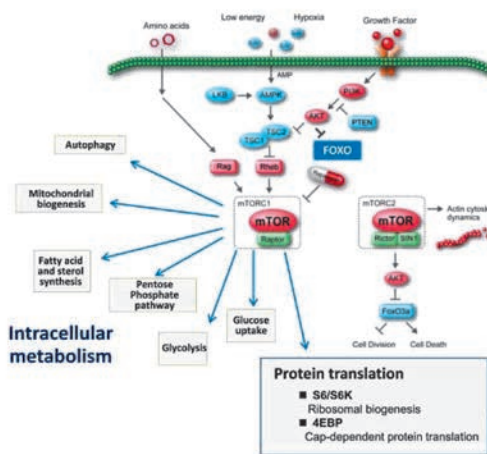 Amino acids
Low energy
Hypoxia
Growth Factor
AMP
LKB
AMPK
PI3K
AKT
PTEN
TSC1
TSC2
FOXO
Autophagy
Rag
Rheb
Mitochondrial
biogenesis
mTORC1
mTOR
Raptor
mTORC2
mTOR
Rictor
SIN1
Actin cytosk
dynamics
Fatty acid
and sterol
synthesis
Pentose
Phosphate
pathway
AKT
Glucose
uptake
FoxO3a
Intracellular
metabolism
Glycolysis
Cell Division
Cell Death
Protein translation
■ S6/S6K
Ribosomal biogenesis
■ 4EBP
Cap-dependent protein translation